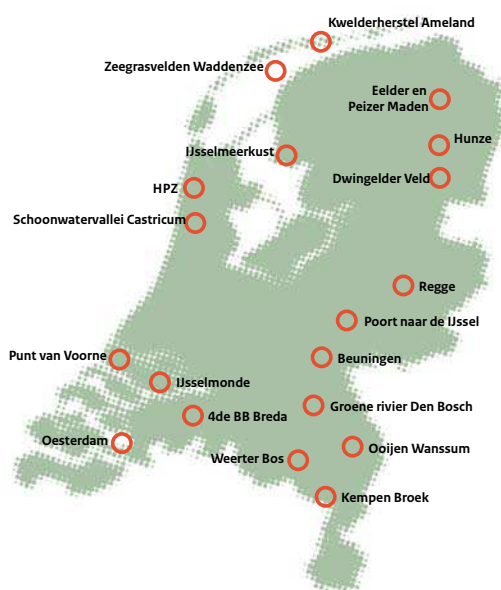 Kwelderherstel Ameland
Zeegrasvelden Waddenzee
Eelder en
Peizer Maden
Hunze
IJsselmeerkust
Dwingelder Veld
HPZ
Schoonwatervallei Castricum
Regge
Poort naar de IJssel
Punt van Voorne
Beuningen
IJsselmonde
Groene rivier Den Bosch
4de BB Breda
Oesterdam
Ooijen Wanssum
Weerter Bos
Kempen Broek